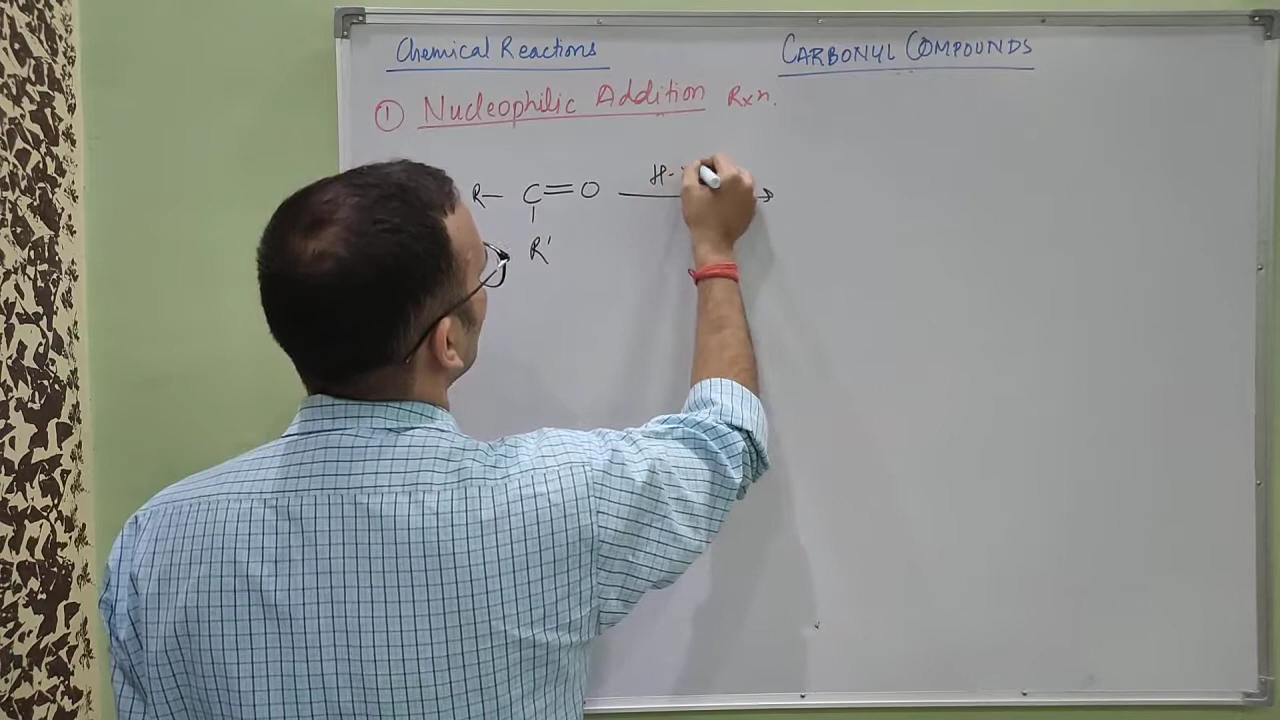 Chemical Reactions
CARBONYL COMPOUNDS
① Nucleophilic Addition Rxn.
R— C=O H-
R'